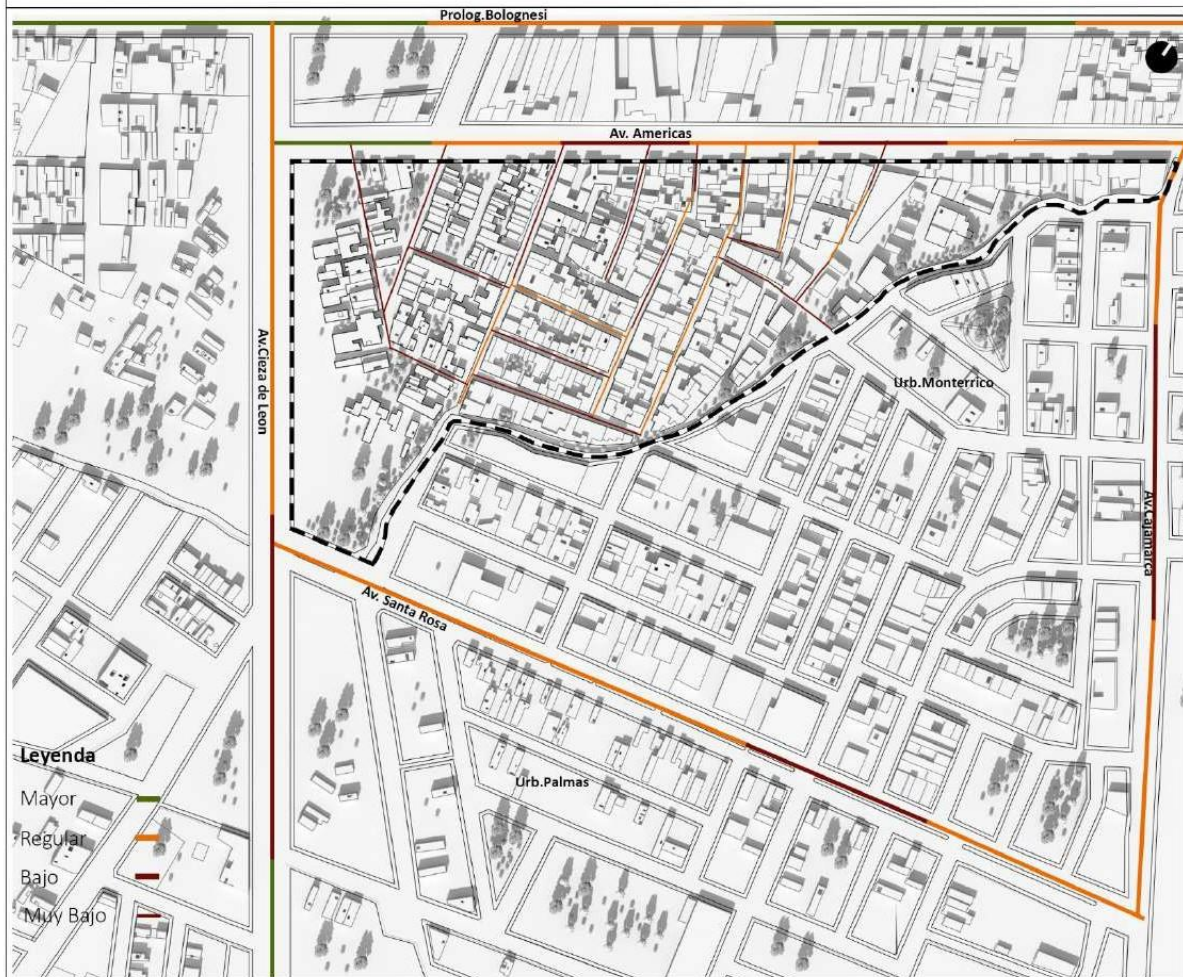 Prolog.Bolognesi
Av. Americas
Av.Cieza de Leon
Urb.Monterrico
Av.Cajamarca
Av. Santa Rosa
Urb.Palmas
Leyenda
Mayor
Regular
Bajo
Muy Bajo